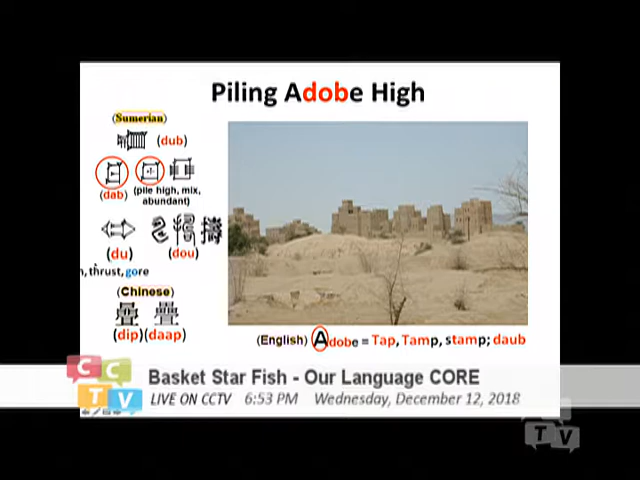 Piling Adobe High
(Sumerian)
(dub)
(dab)
(pile high, mix,
abundant)
(du)
(dou)
, thrust, gore
(Chinese)
疊 疊
(dip)(daap)
(English) Adobe = Tap, Tamp, stamp; daub
CC
TV
Basket Star Fish - Our Language CORE
LIVE ON CCTV 6:53 PM Wednesday, December 12, 2018
TV